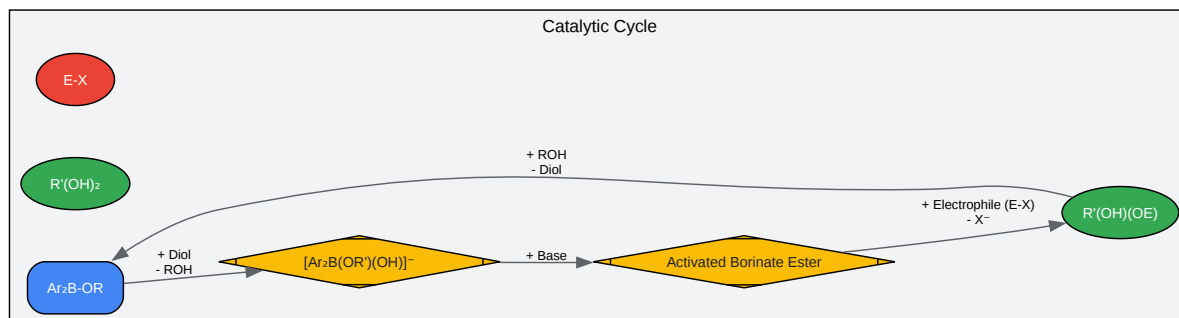 Catalytic Cycle
E-X
R'(OH)₂
+ ROH
- Diol
+ Electrophile (E-X)
- X⁻
R'(OH)(OE)
+ Diol
- ROH
[Ar₂B(OR')(OH)]⁻
+ Base
Activated Borinate Ester
Ar₂B-OR